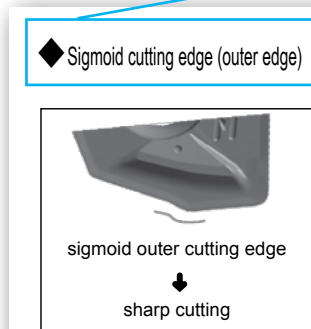 ◆ Sigmoid cutting edge (outer edge)
sigmoid outer cutting edge
sharp cutting